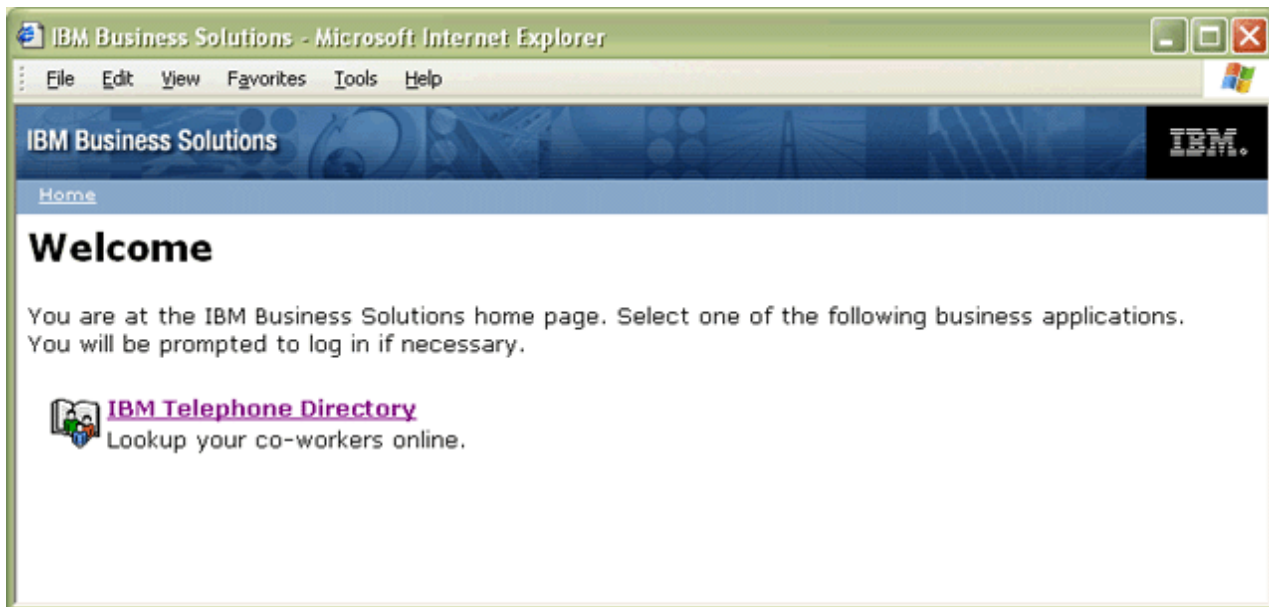 IBM Business Solutions - Microsoft Internet Explorer
File Edit View Favorites Tools Help
IBM Business Solutions
IBM.
Home
Welcome
You are at the IBM Business Solutions home page. Select one of the following business applications.
You will be prompted to log in if necessary.
IBM Telephone Directory
Lookup your co-workers online.